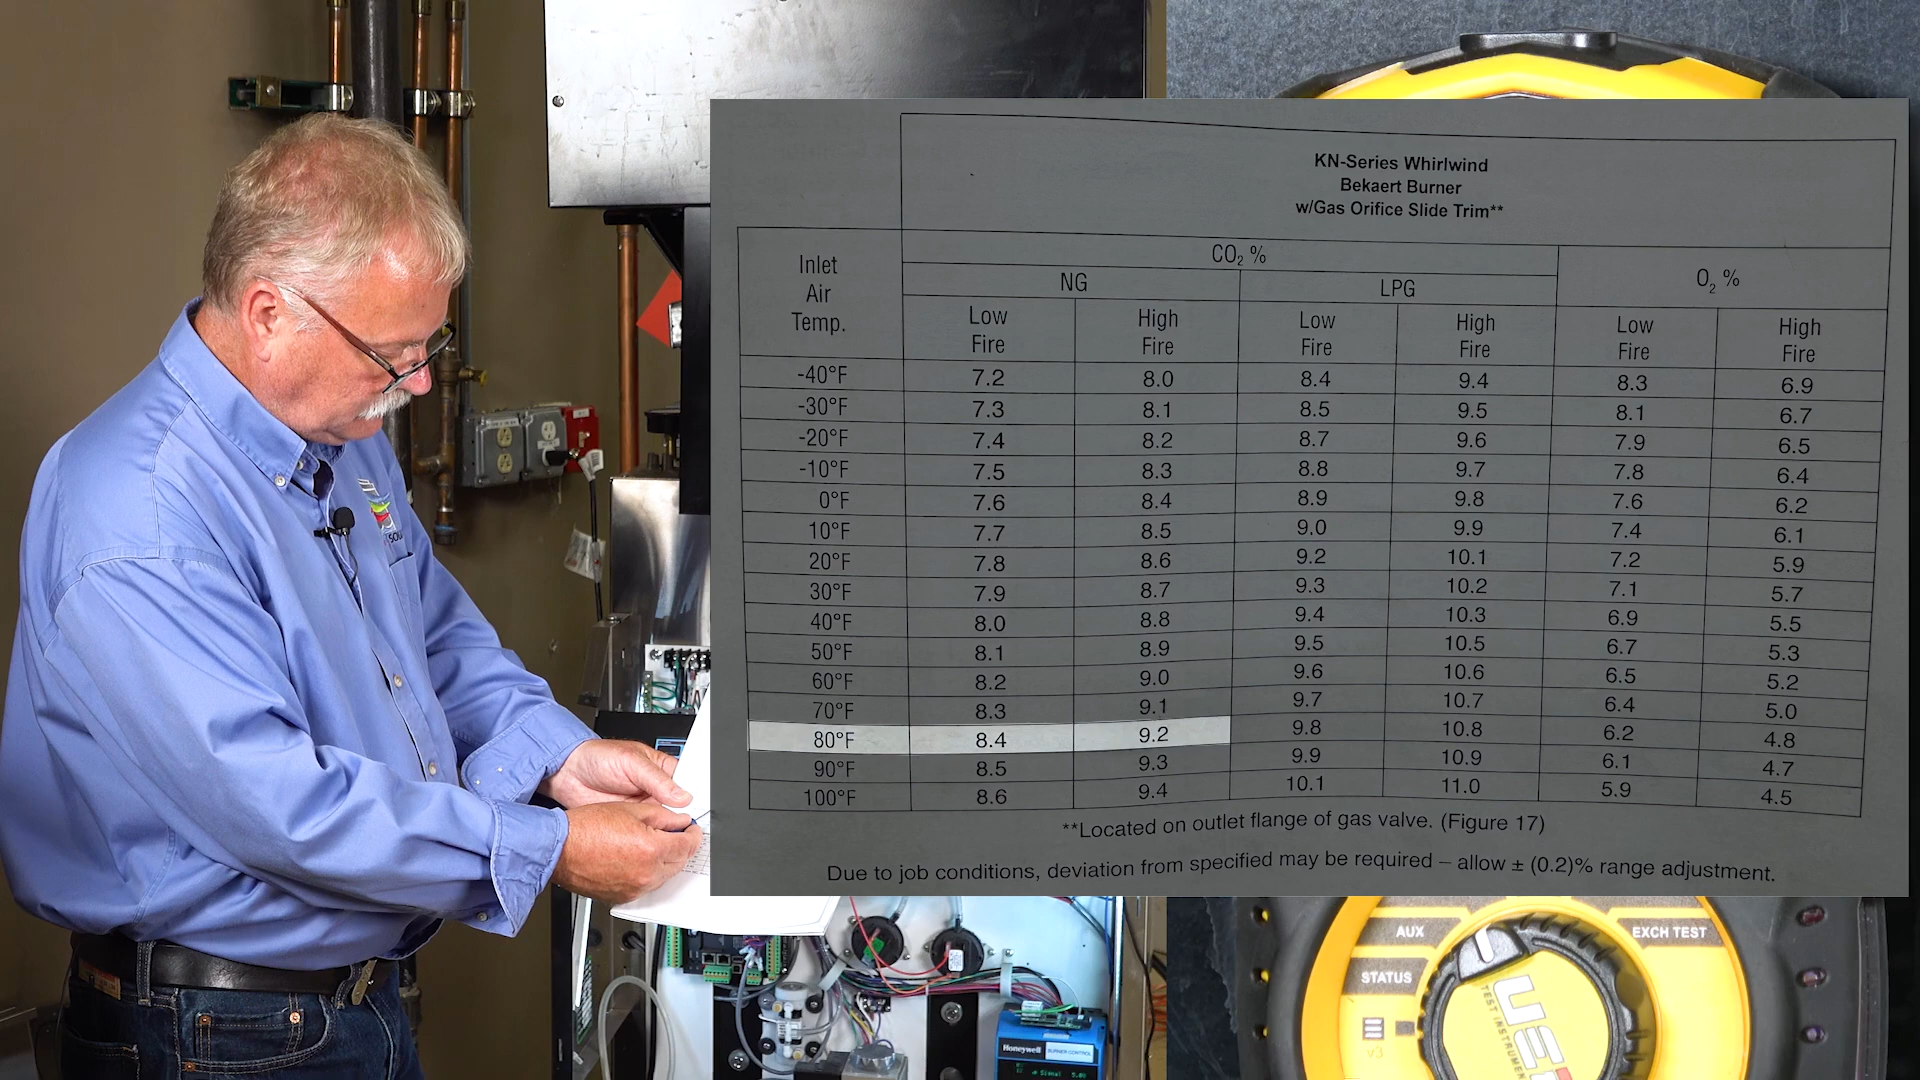 KN-Series Whirlwind
Bekaert Burner
w/Gas Orifice Slide Trim**
Inlet
Air
Temp.
CO2 %
O2 %
NG
LPG
Low
Fire
High
Fire
Low
Fire
High
Fire
Low
Fire
High
Fire
-40°F 7.2 8.0 8.4 9.4 8.3 6.9
-30°F 7.3 8.1 8.5 9.5 8.1 6.7
-20°F 7.4 8.2 8.7 9.6 7.9 6.5
-10°F 7.5 8.3 8.8 9.7 7.8 6.4
0°F 7.6 8.4 8.9 9.8 7.6 6.2
10°F 7.7 8.5 9.0 9.9 7.4 6.1
20°F 7.8 8.6 9.2 10.1 7.2 5.9
30°F 7.9 8.7 9.3 10.2 7.1 5.7
40°F 8.0 8.8 9.4 10.3 6.9 5.5
50°F 8.1 8.9 9.5 10.5 6.7 5.3
60°F 8.2 9.0 9.6 10.6 6.5 5.2
70°F 8.3 9.1 9.7 10.7 6.4 5.0
80°F 8.4 9.2 9.8 10.8 6.2 4.8
90°F 8.5 9.3 9.9 10.9 6.1 4.7
100°F 8.6 9.4 10.1 11.0 5.9 4.5
**Located on outlet flange of gas valve. (Figure 17)
Due to job conditions, deviation from specified may be required – allow ± (0.2)% range adjustment.
AUX
EXCH TEST
STATUS
v3
UEi
TEST INSTRUMEN
Honeywell
BURNER CONTROL